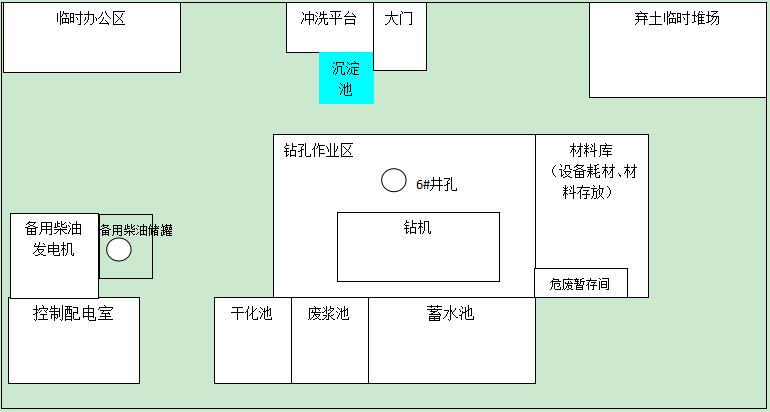 临时办公区
冲洗平台
大门
弃土临时堆场
沉淀
池
钻孔作业区
材料库
（设备耗材、材
料存放）
6#井孔
备用柴油
发电机
备用柴油储罐
钻机
危废暂存间
控制配电室
干化池
废浆池
蓄水池